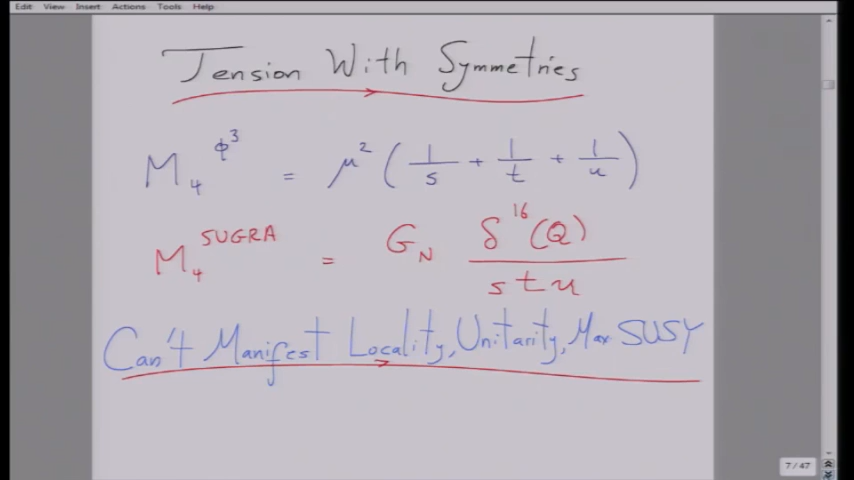 Edit View Insert Actions Tools Help
Tension With Symmetries
M₄^ϕ³ = μ² (1/s + 1/t + 1/u)
M₄^SUGRA = G_N δ¹⁶(Q) / stu
Can't Manifest Locality, Unitarity, Max SUSY
7 / 47